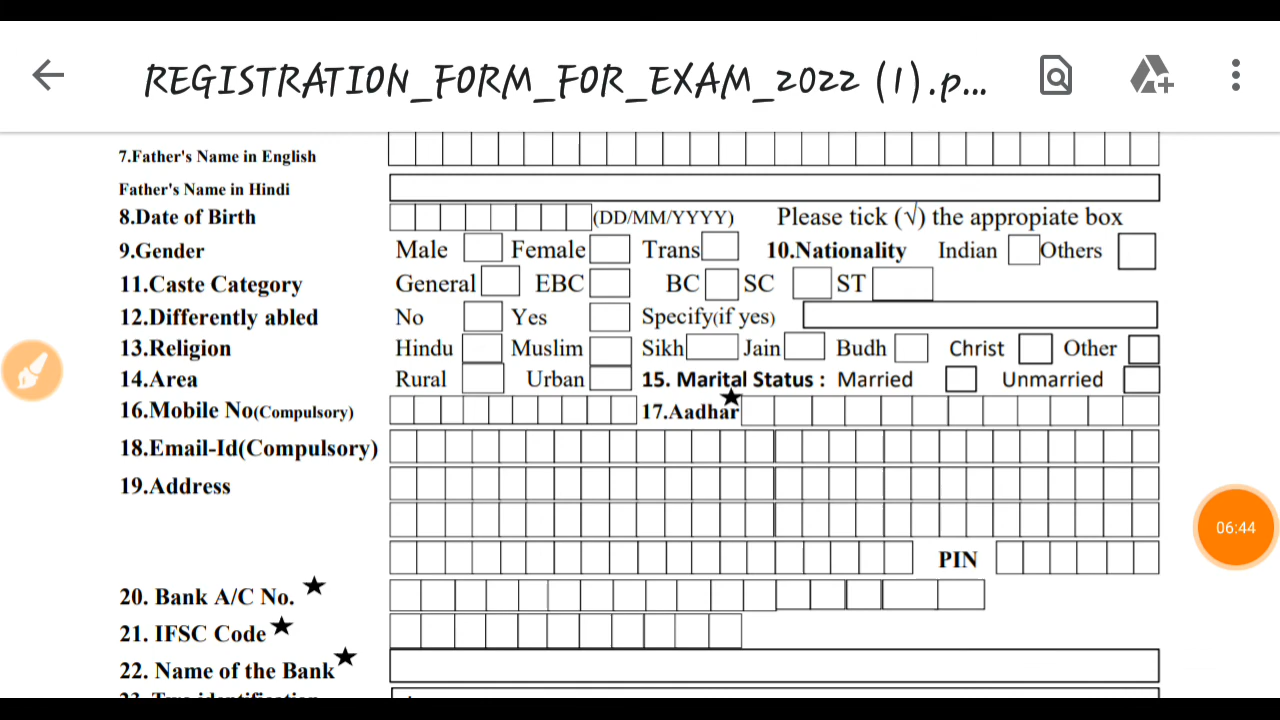 REGISTRATION_FORM_FOR_EXAM_2022 (1).p...
7.Father's Name in English
Father's Name in Hindi
8.Date of Birth (DD/MM/YYYY) Please tick (√) the appropiate box
9.Gender Male Female Trans 10.Nationality Indian Others
11.Caste Category General EBC BC SC ST
12.Differently abled No Yes Specify(if yes)
13.Religion Hindu Muslim Sikh Jain Budh Christ Other
14.Area Rural Urban 15. Marital Status : Married Unmarried
16.Mobile No(Compulsory) 17.Aadhar★
18.Email-Id(Compulsory)
19.Address
06:44
PIN
20. Bank A/C No. ★
21. IFSC Code ★
22. Name of the Bank★
23. Two identification